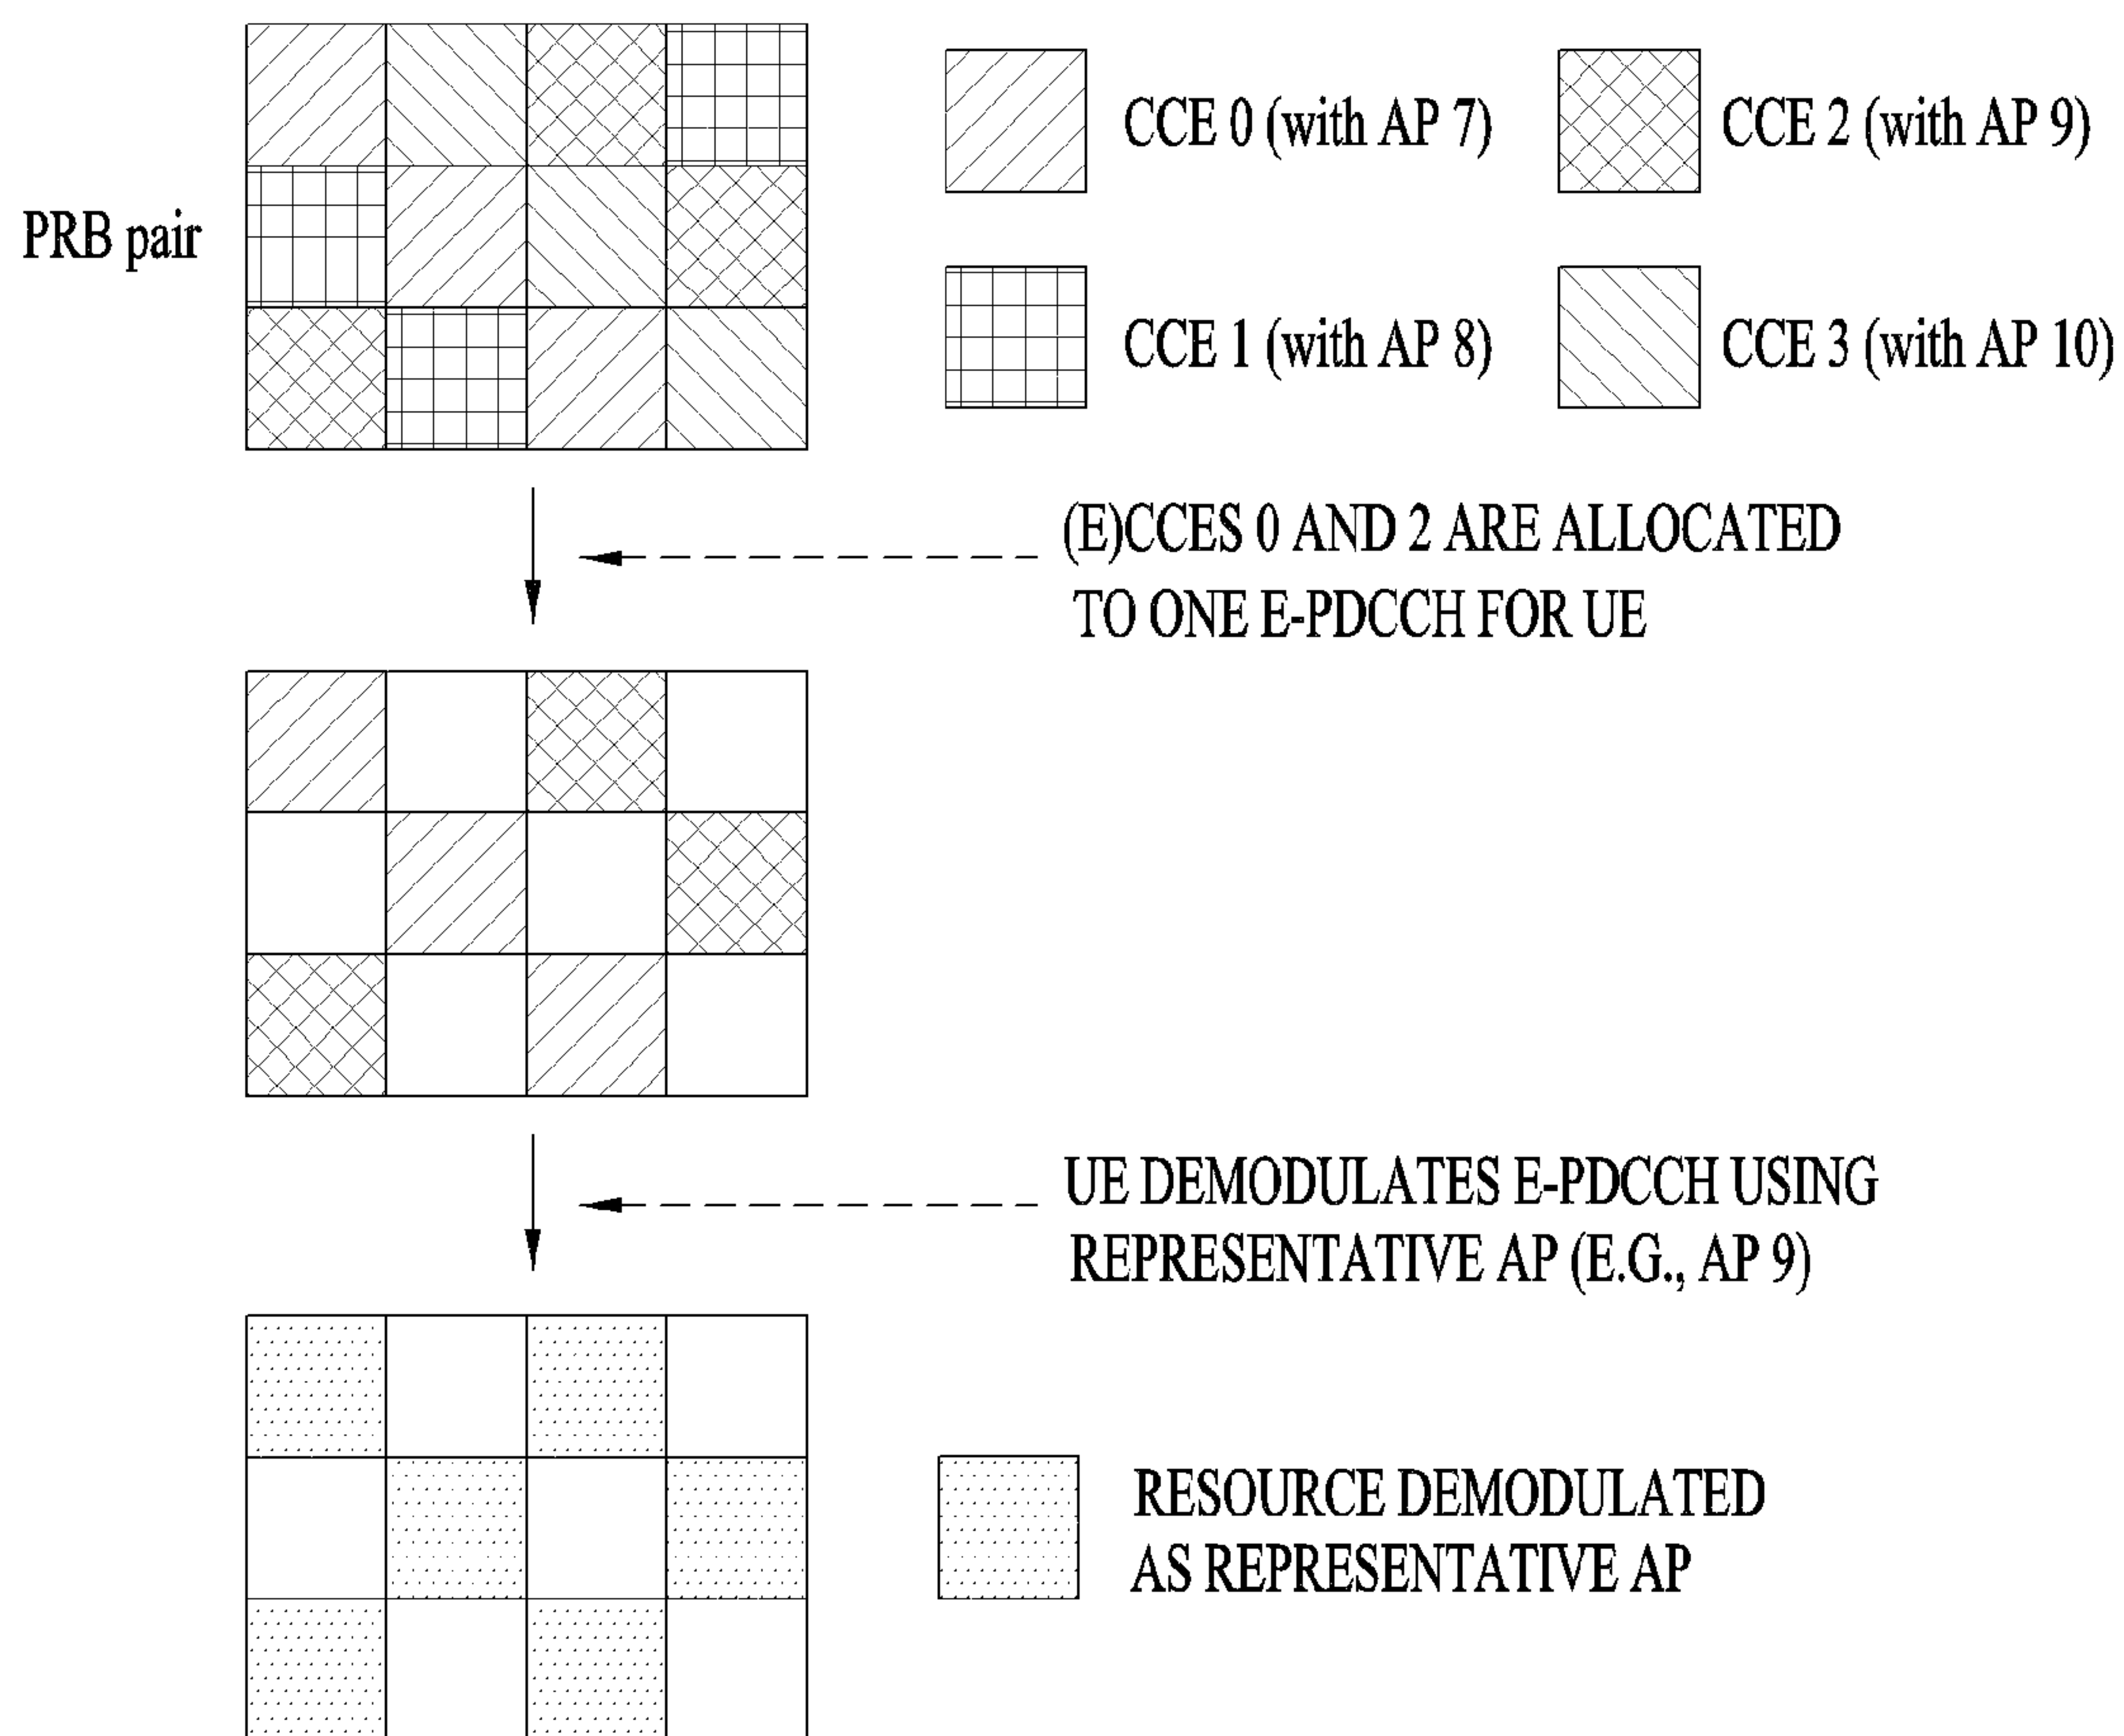 CCE 0 (with AP 7)
CCE 2 (with AP 9)
PRB pair
CCE 1 (with AP 8)
CCE 3 (with AP 10)
(E)CCES 0 AND 2 ARE ALLOCATED
TO ONE E-PDCCH FOR UE
UE DEMODULATES E-PDCCH USING
REPRESENTATIVE AP (E.G., AP 9)
RESOURCE DEMODULATED
AS REPRESENTATIVE AP